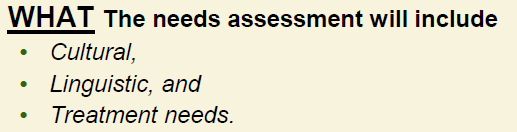 WHAT The needs assessment will include
• Cultural,
• Linguistic, and
• Treatment needs.